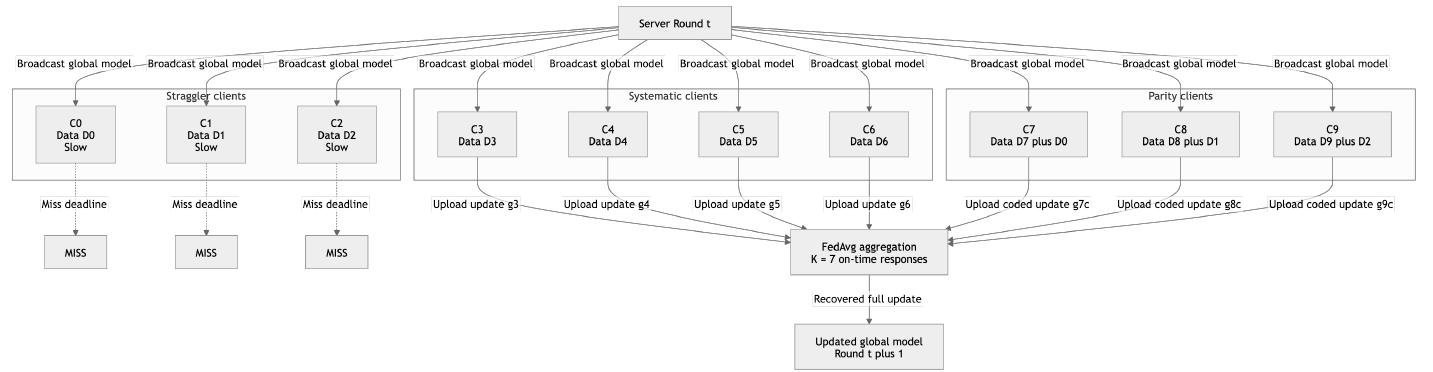 Server Round t
Broadcast global model
Broadcast global model
Broadcast global model
Broadcast global model
Broadcast global model
Broadcast global model
Broadcast global model
Broadcast global model
Broadcast global model
Broadcast global model
Straggler clients
Systematic clients
Parity clients
C0
Data D0
Slow
C1
Data D1
Slow
C2
Data D2
Slow
C3
Data D3
C4
Data D4
C5
Data D5
C6
Data D6
C7
Data D7 plus D0
C8
Data D8 plus D1
C9
Data D9 plus D2
Miss deadline
Miss deadline
Miss deadline
Upload update g3
Upload update g4
Upload update g5
Upload update g6
Upload coded update g7c
Upload coded update g8c
Upload coded update g9c
MISS
MISS
MISS
FedAvg aggregation
K = 7 on-time responses
Recovered full update
Updated global model
Round t plus 1